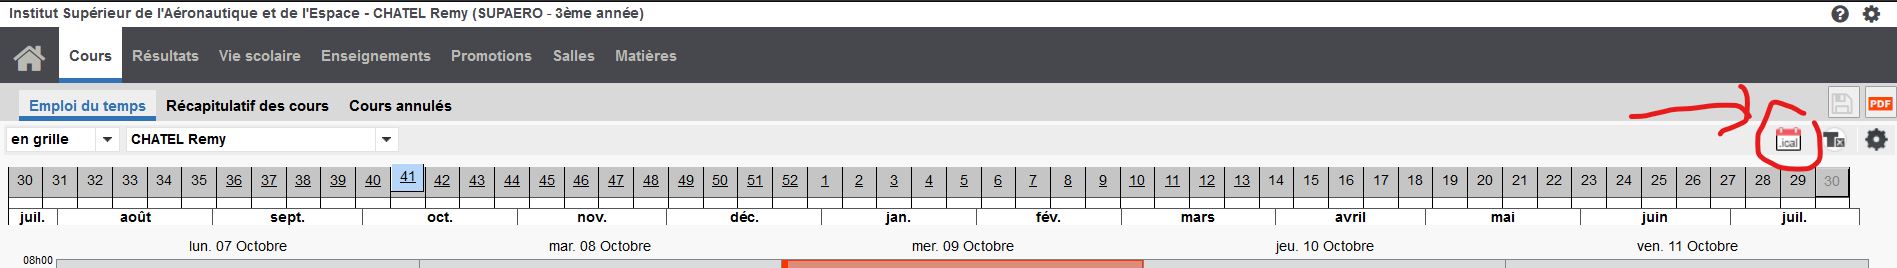 Institut Supérieur de l'Aéronautique et de l'Espace - CHATEL Remy (SUPAERO - 3ème année) ?
Cours Résultats Vie scolaire Enseignements Promotions Salles Matières
Emploi du temps Récapitulatif des cours Cours annulés PDF
en grille CHATEL Remy .ical T x
30 31 32 33 34 35 36 37 38 39 40 41 42 43 44 45 46 47 48 49 50 51 52 1 2 3 4 5 6 7 8 9 10 11 12 13 14 15 16 17 18 19 20 21 22 23 24 25 26 27 28 29 30
juil. août sept. oct. nov. déc. jan. fév. mars avril mai juin juil.
lun. 07 Octobre mar. 08 Octobre mer. 09 Octobre jeu. 10 Octobre ven. 11 Octobre
08h00